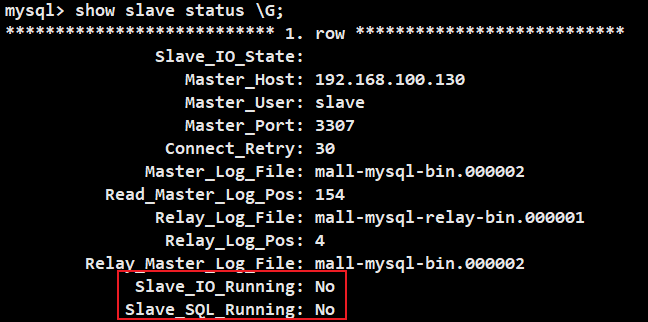 mysql> show slave status \G;
*************************** 1. row ***************************
Slave_IO_State:
Master_Host: 192.168.100.130
Master_User: slave
Master_Port: 3307
Connect_Retry: 30
Master_Log_File: mall-mysql-bin.000002
Read_Master_Log_Pos: 154
Relay_Log_File: mall-mysql-relay-bin.000001
Relay_Log_Pos: 4
Relay_Master_Log_File: mall-mysql-bin.000002
Slave_IO_Running: No
Slave_SQL_Running: No